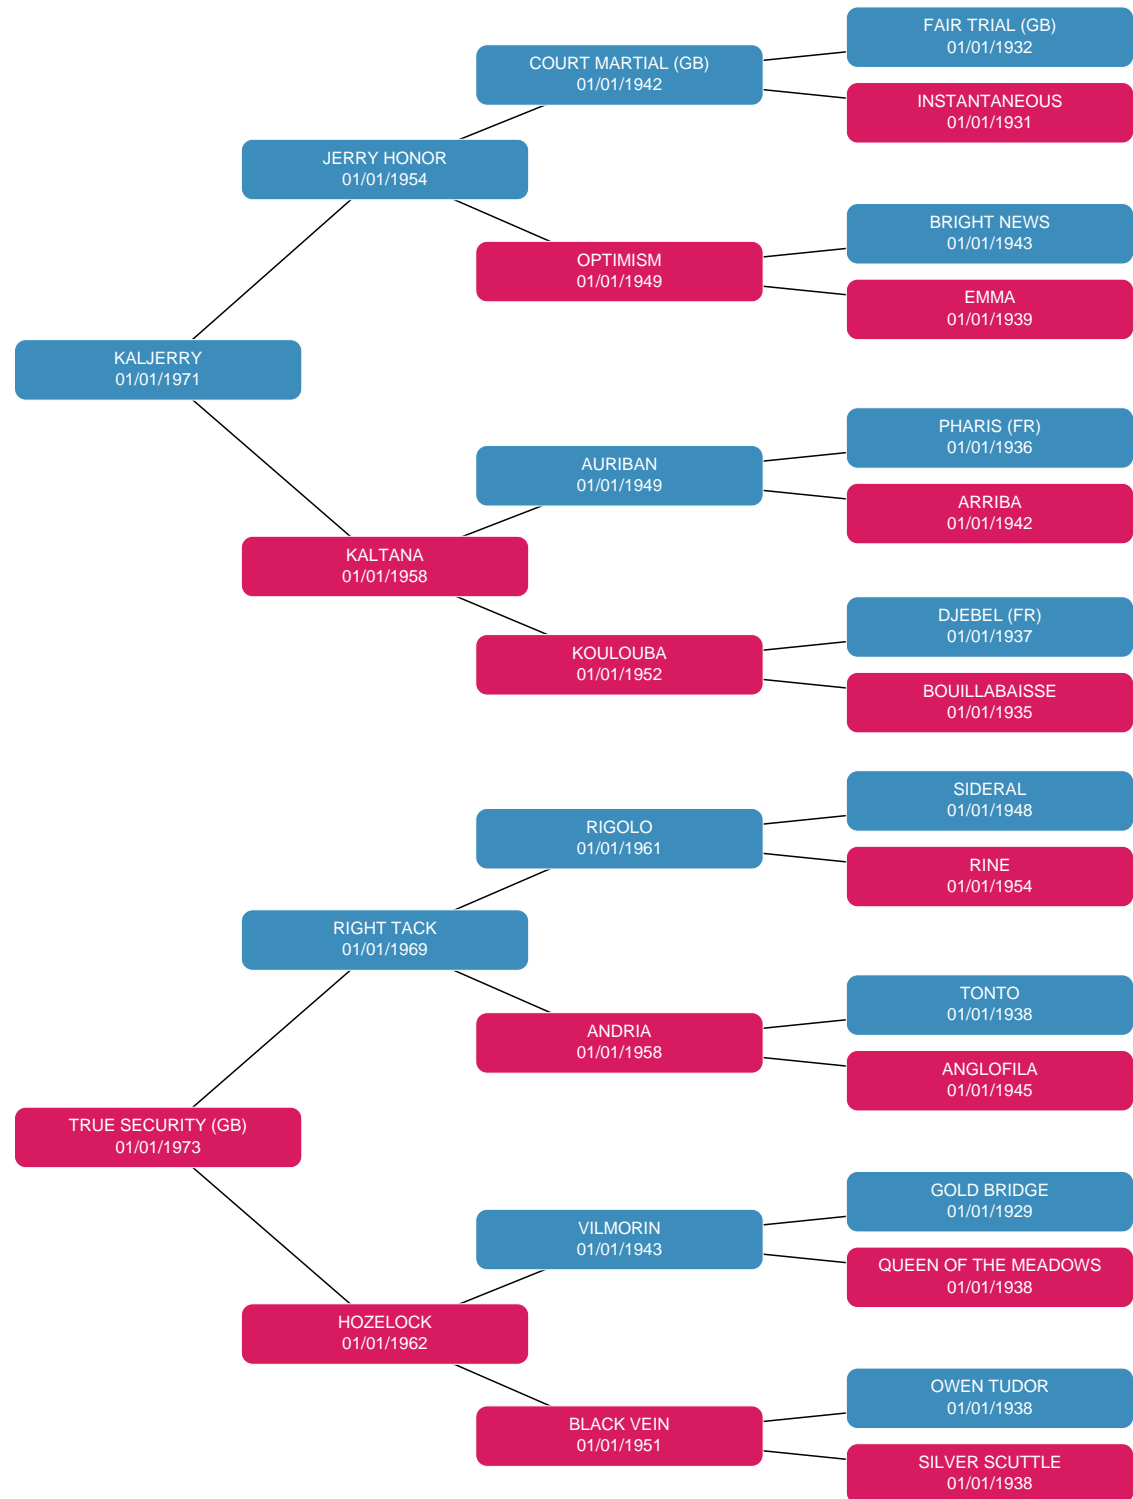 FAIR TRIAL (GB)
01/01/1932
COURT MARTIAL (GB)
01/01/1942
INSTANTANEOUS
01/01/1931
JERRY HONOR
01/01/1954
BRIGHT NEWS
01/01/1943
OPTIMISM
01/01/1949
EMMA
01/01/1939
KALJERRY
01/01/1971
PHARIS (FR)
01/01/1936
AURIBAN
01/01/1949
ARRIBA
01/01/1942
KALTANA
01/01/1958
DJEBEL (FR)
01/01/1937
KOULOUBA
01/01/1952
BOUILLABAISSE
01/01/1935
SIDERAL
01/01/1948
RIGOLO
01/01/1961
RINE
01/01/1954
RIGHT TACK
01/01/1969
TONTO
01/01/1938
ANDRIA
01/01/1958
ANGLOFILA
01/01/1945
TRUE SECURITY (GB)
01/01/1973
GOLD BRIDGE
01/01/1929
VILMORIN
01/01/1943
QUEEN OF THE MEADOWS
01/01/1938
HOZELOCK
01/01/1962
OWEN TUDOR
01/01/1938
BLACK VEIN
01/01/1951
SILVER SCUTTLE
01/01/1938